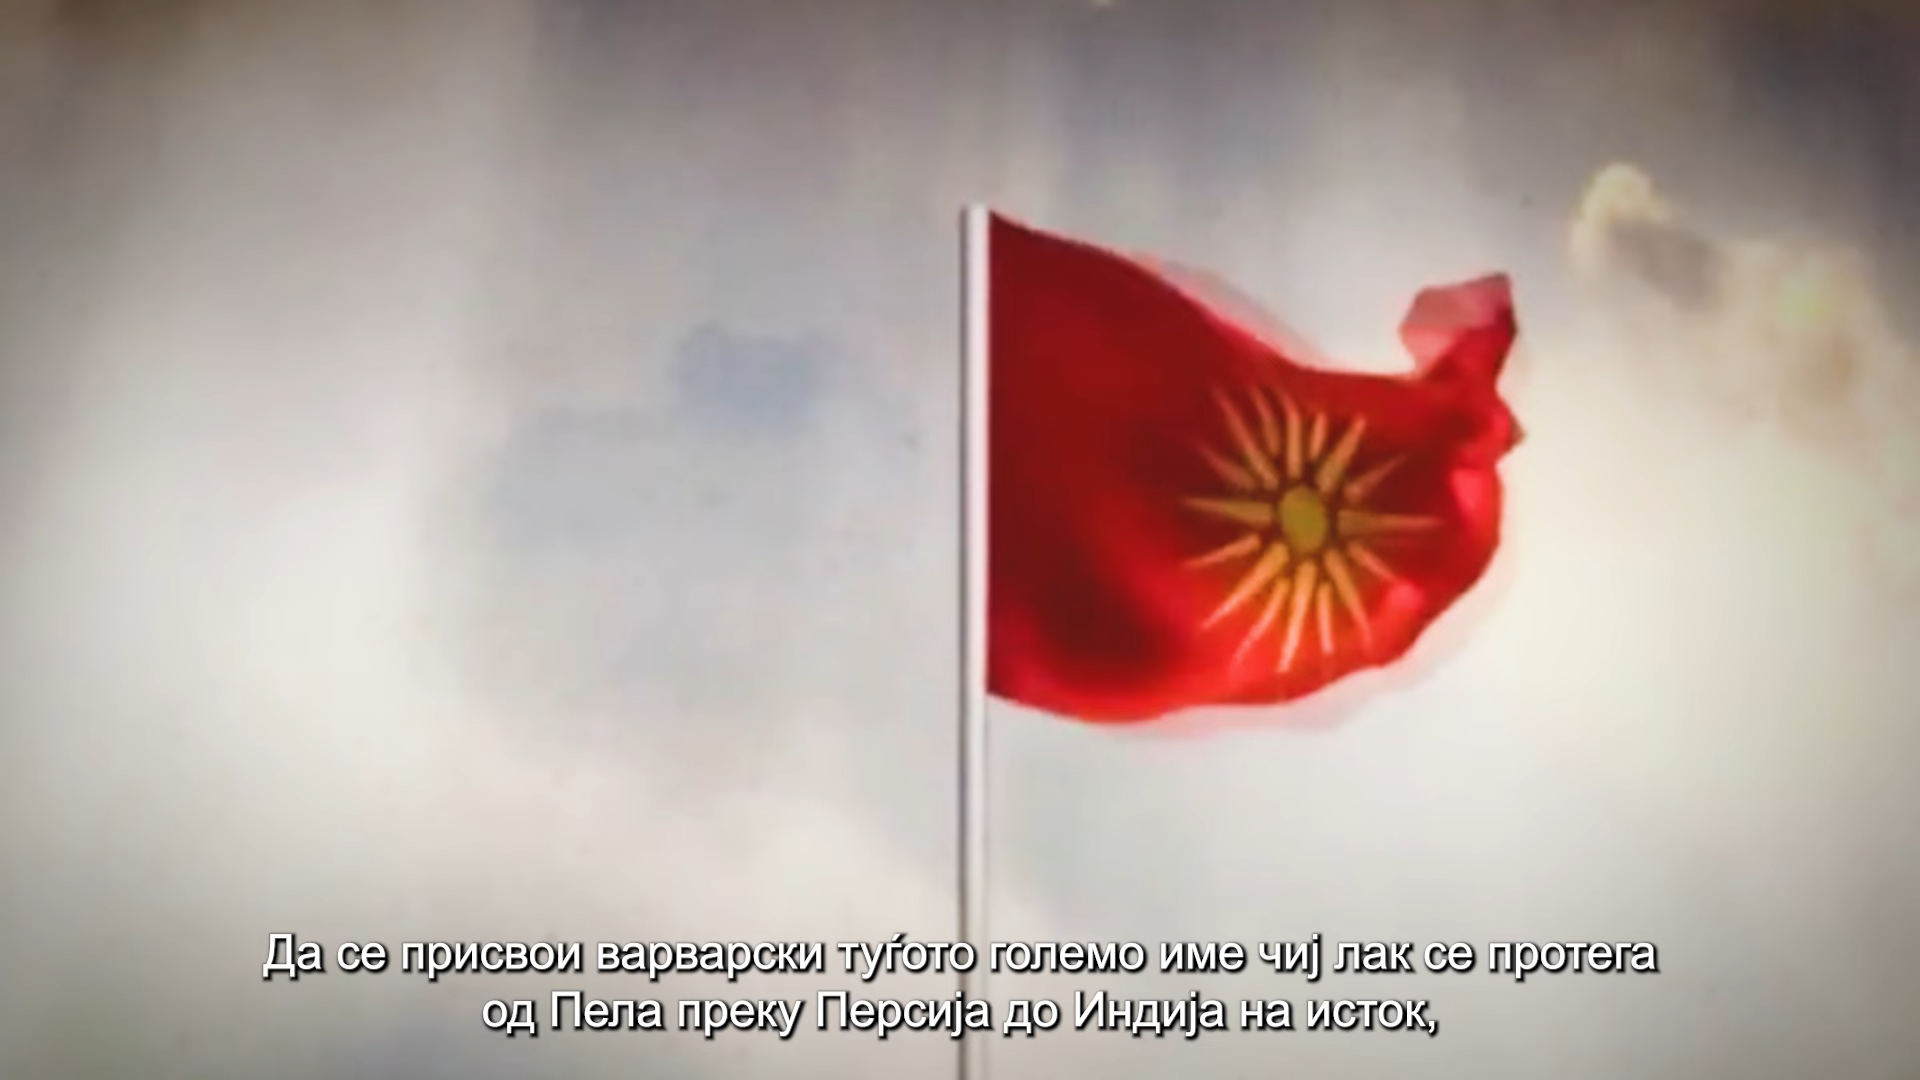 Да се присвои варварски туѓото големо име чиј лак се протега
од Пела преку Персија до Индија на исток,